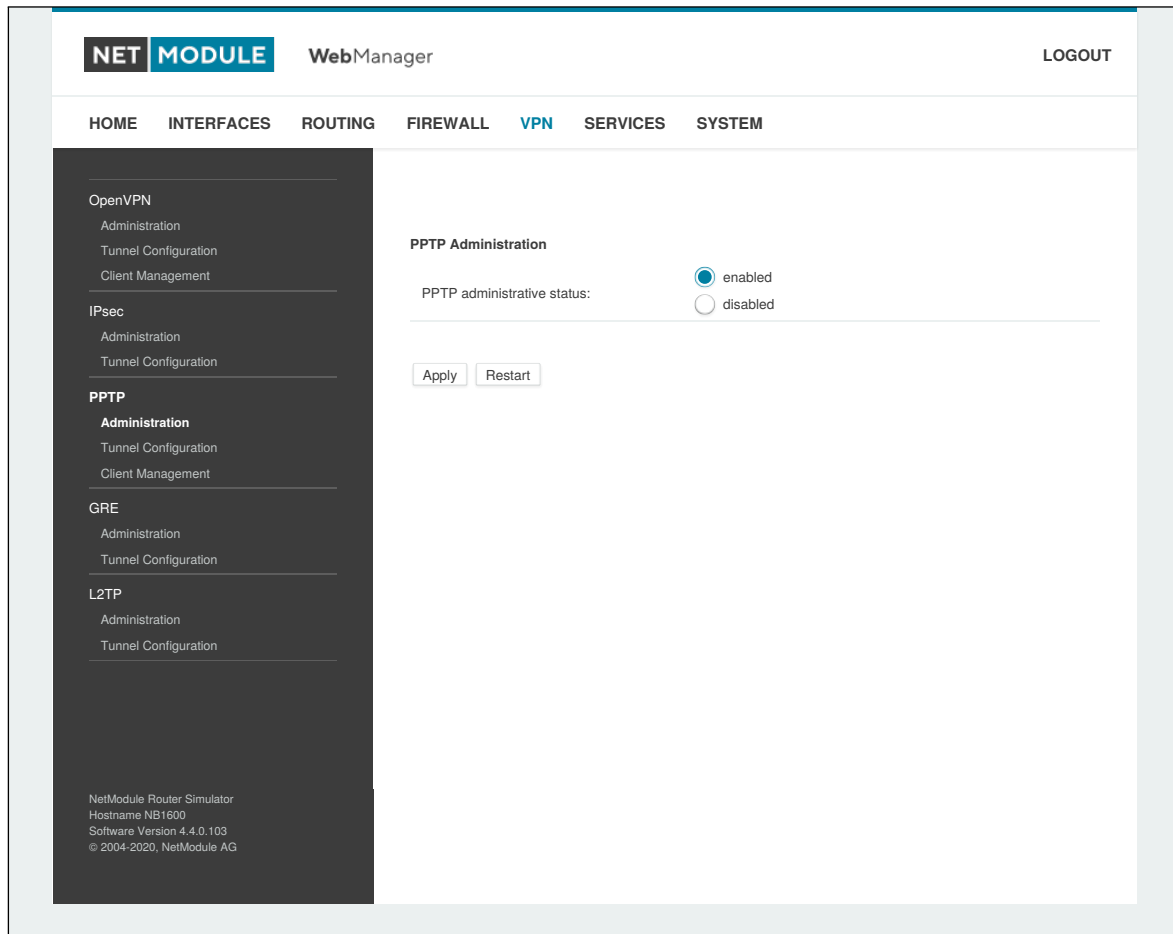 NET MODULE WebManager LOGOUT
HOME INTERFACES ROUTING FIREWALL VPN SERVICES SYSTEM
OpenVPN
Administration
Tunnel Configuration
Client Management
IPsec
Administration
Tunnel Configuration
PPTP
Administration
Tunnel Configuration
Client Management
GRE
Administration
Tunnel Configuration
L2TP
Administration
Tunnel Configuration
NetModule Router Simulator
Hostname NB1600
Software Version 4.4.0.103
© 2004-2020, NetModule AG
PPTP Administration
PPTP administrative status:
enabled
disabled
Apply Restart